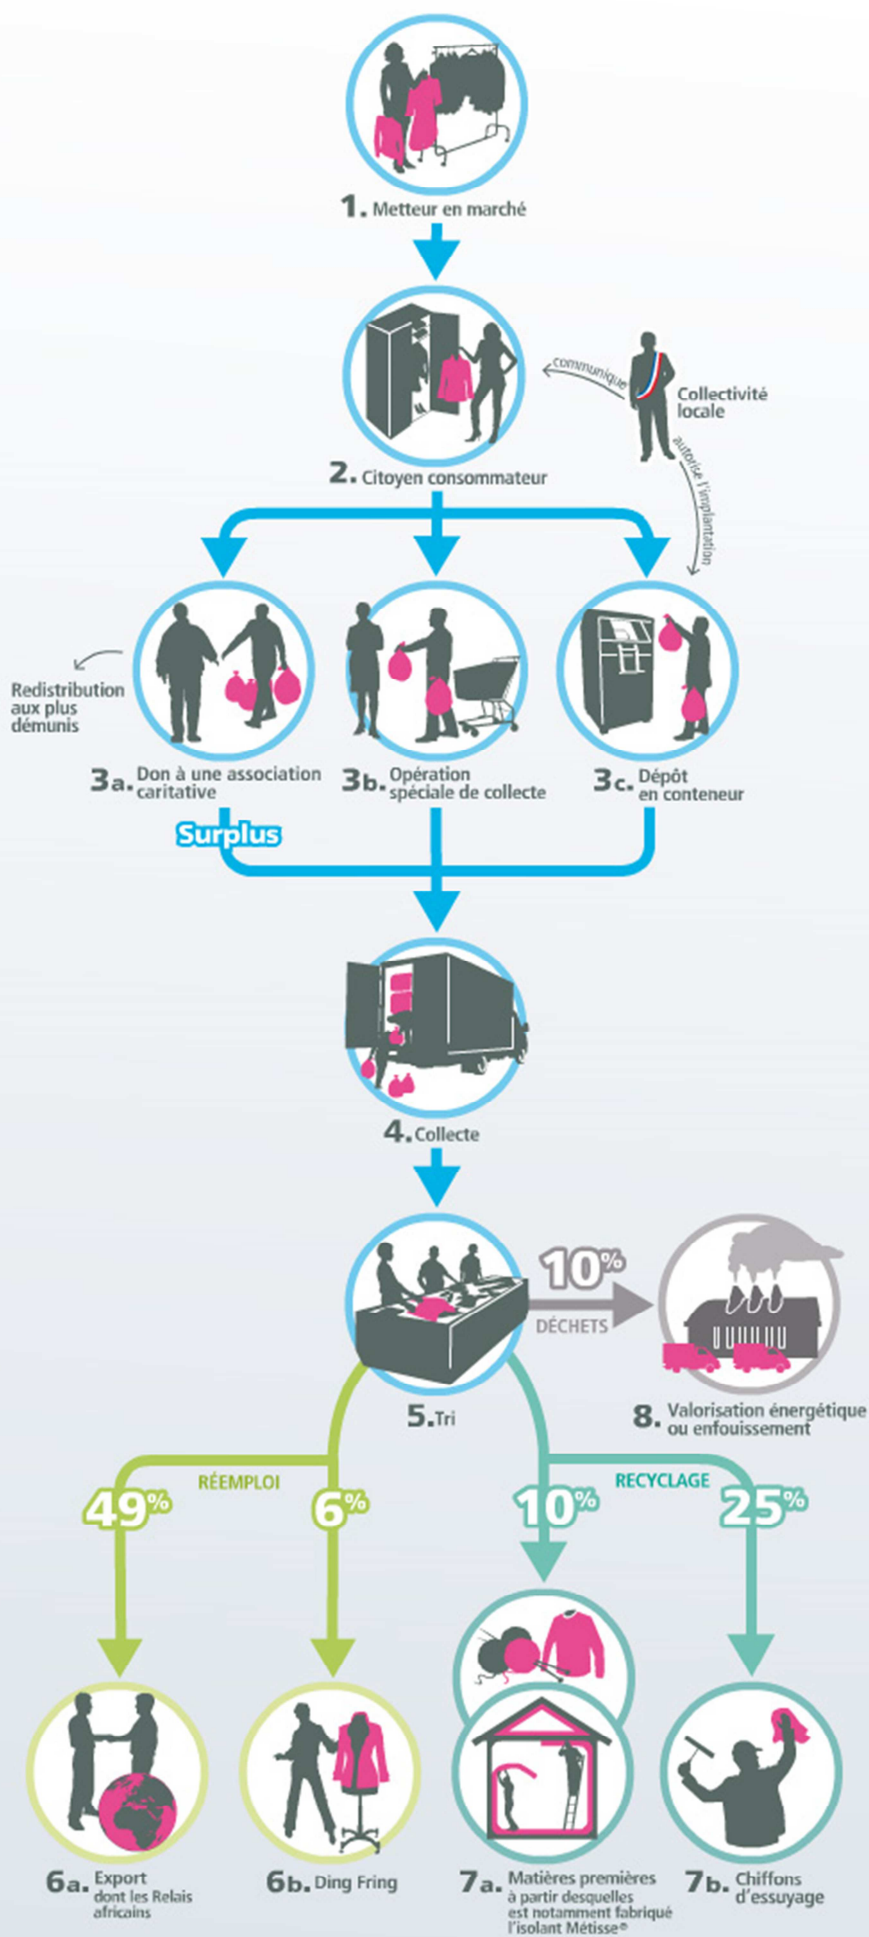 1. Metteur en marché
communique
Collectivité
locale
autorise l'implantation
2. Citoyen consommateur
Redistribution
aux plus
démunis
3a. Don à une association
caritative
3b. Opération
spéciale de collecte
3c. Dépôt
en conteneur
Surplus
4. Collecte
10%
DÉCHETS
5. Tri
8. Valorisation énergétique
ou enfouissement
RÉEMPLOI
RECYCLAGE
49%
6%
10%
25%
6a. Export
dont les Relais
africains
6b. Ding Fring
7a. Matières premières
à partir desquelles
est notamment fabriqué
l'isolant Métisse®
7b. Chiffons
d'essuyage